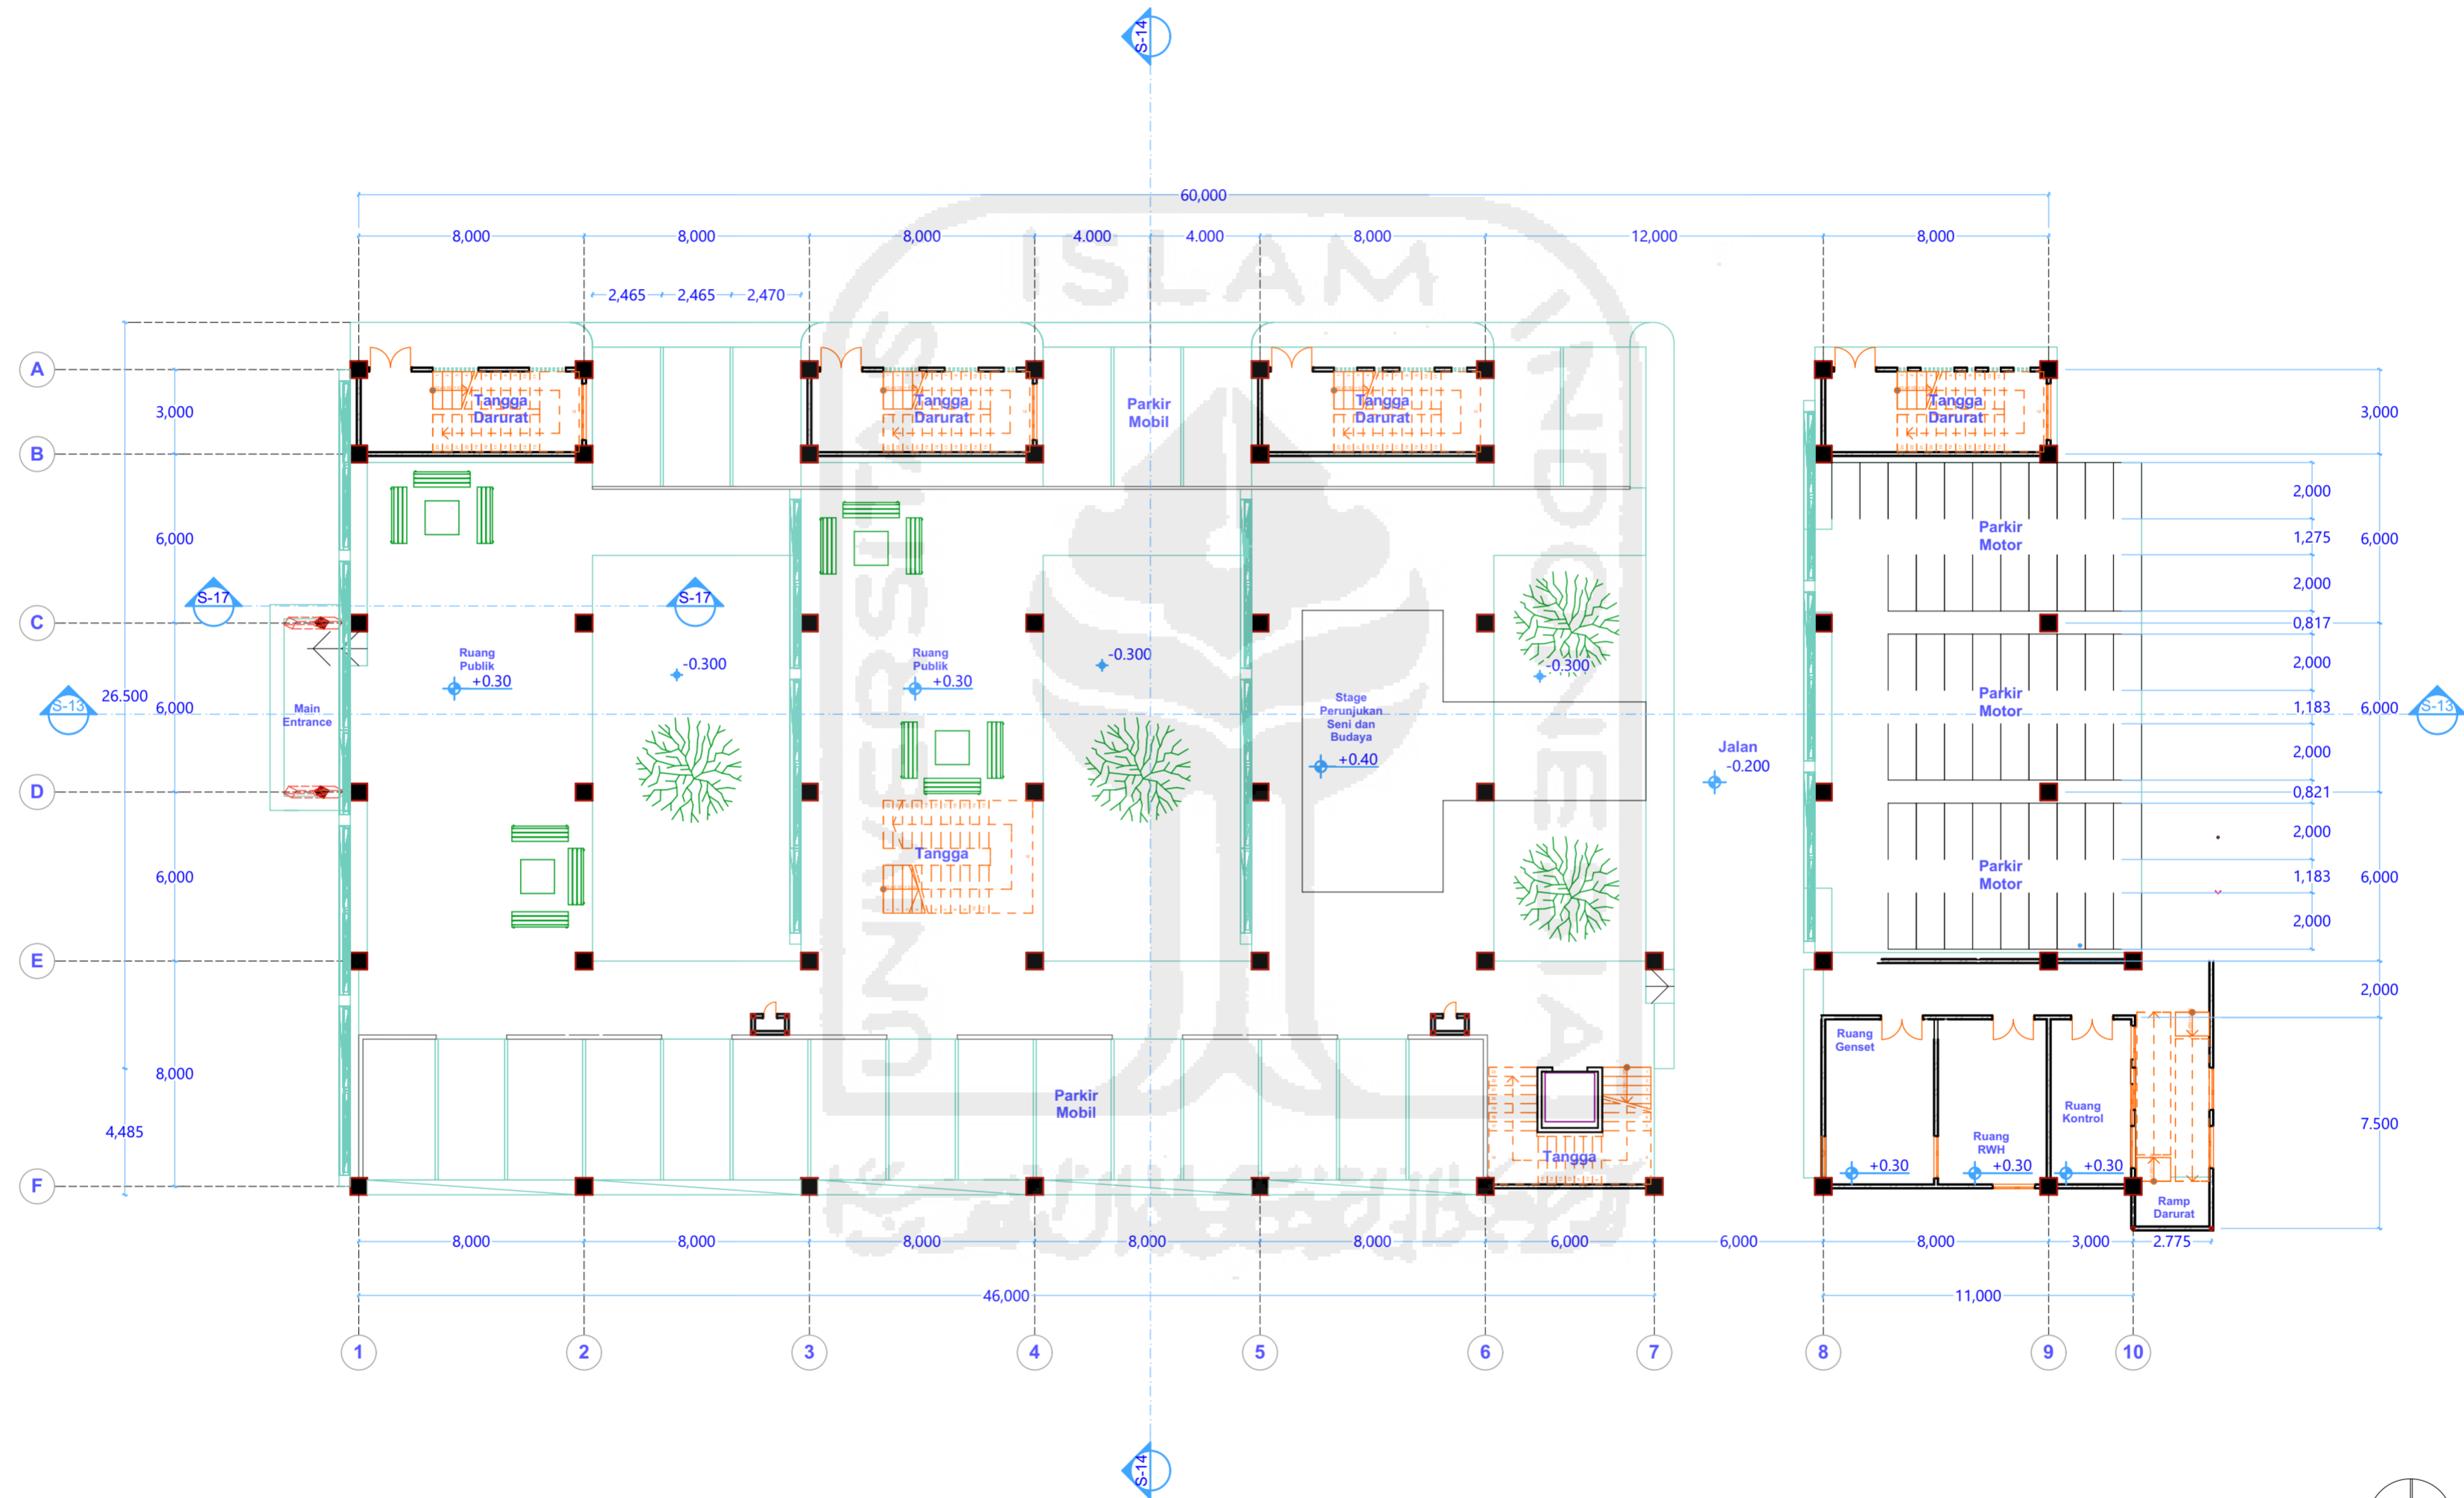 S-14
60,000
8,000
8,000
8,000
4.000
4.000
8,000
12,000
8,000
2,465
2,465
2,470
ISLAM
UNIVERSITAS
INDONESIA
A
B
C
D
E
F
3,000
6,000
6,000
6,000
8,000
26.500
4,485
Tangga
Darurat
Tangga
Darurat
Parkir
Mobil
Tangga
Darurat
Tangga
Darurat
S-17
S-17
S-13
S-13
Main
Entrance
Ruang
Publik
+0.30
-0.300
Ruang
Publik
+0.30
-0.300
Stage
Perunjukan
Seni dan
Budaya
+0.40
-0.300
Jalan
-0.200
Tangga
Parkir
Motor
Parkir
Motor
Parkir
Motor
2,000
1,275
2,000
0,817
2,000
1,183
2,000
0,821
2,000
1,183
2,000
3,000
6,000
6,000
6,000
2,000
7.500
Parkir
Mobil
Tangga
Ruang
Genset
+0.30
Ruang
RWH
+0.30
Ruang
Kontrol
+0.30
Ramp
Darurat
8,000
8,000
8,000
8,000
8,000
6,000
6,000
8,000
3,000
2.775
46,000
11,000
1
2
3
4
5
6
7
8
9
10
S-14